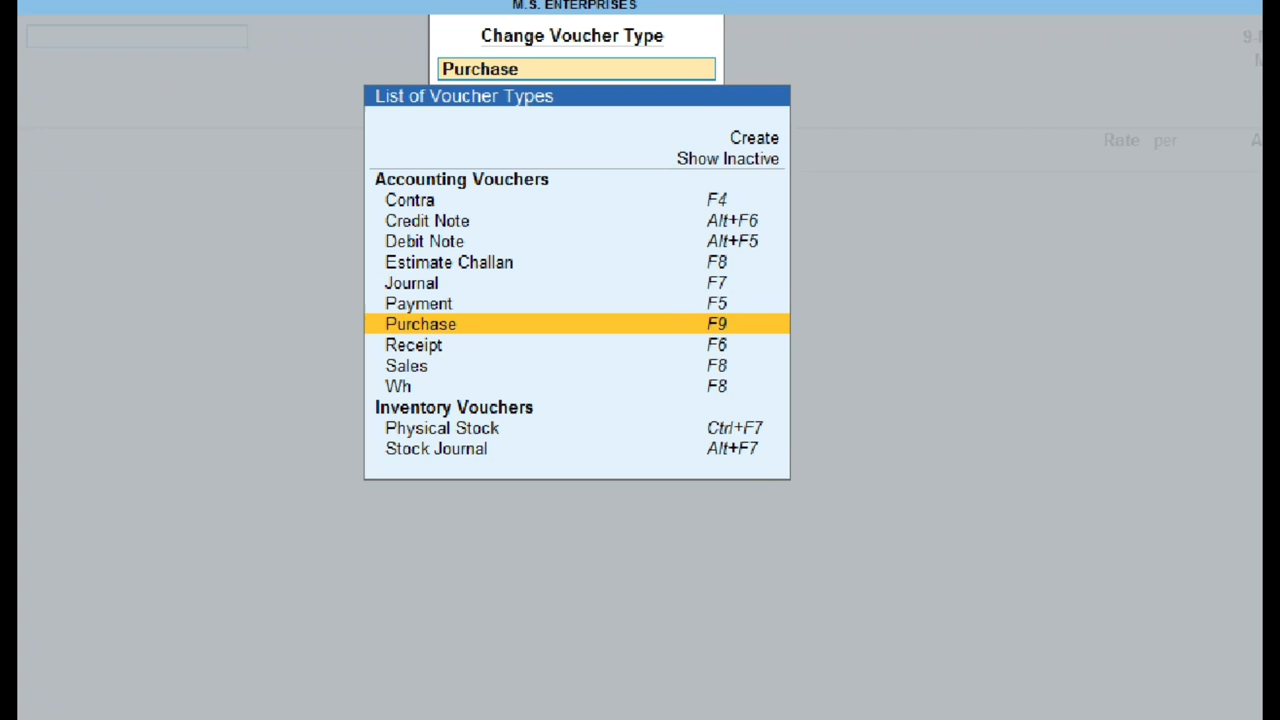 M.S. ENTERPRISES
Change Voucher Type
Purchase
List of Voucher Types
Create
Show Inactive
Rate per
Accounting Vouchers
Contra F4
Credit Note Alt+F6
Debit Note Alt+F5
Estimate Challan F8
Journal F7
Payment F5
Purchase F9
Receipt F6
Sales F8
Wh F8
Inventory Vouchers
Physical Stock Ctrl+F7
Stock Journal Alt+F7